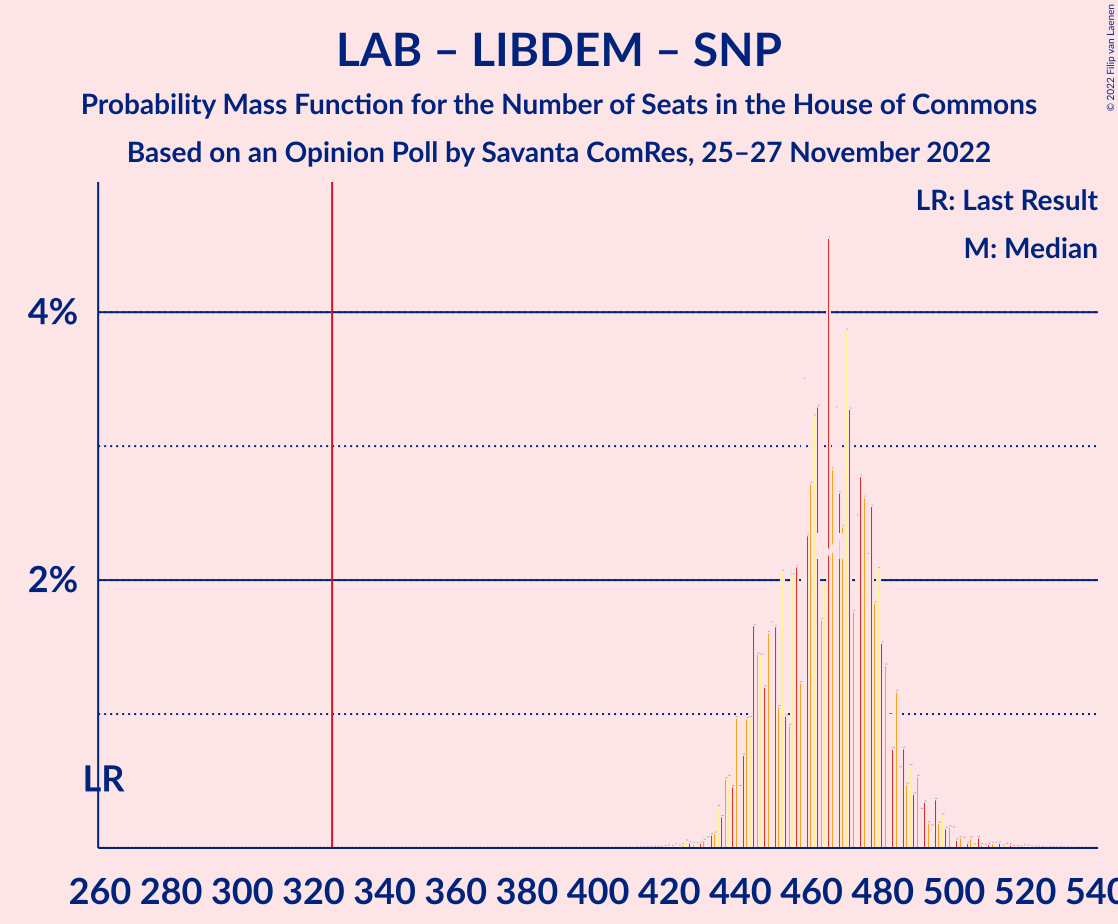 LAB – LIBDEM – SNP
Probability Mass Function for the Number of Seats in the House of Commons
Based on an Opinion Poll by Savanta ComRes, 25–27 November 2022
© 2022 Filip van Laenen
LR: Last Result
M: Median
4%
2%
LR
260 280 300 320 340 360 380 400 420 440 460 480 500 520 540